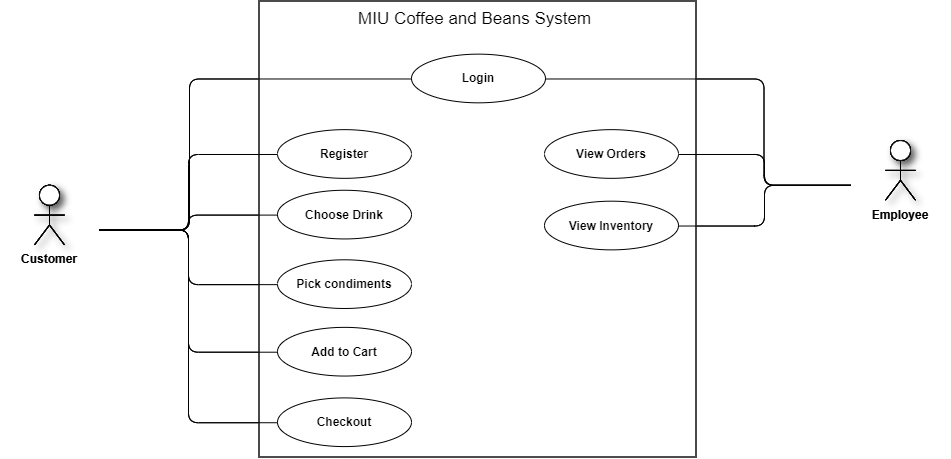 MIU Coffee and Beans System
Login
Register
View Orders
Choose Drink
Employee
View Inventory
Customer
Pick condiments
Add to Cart
Checkout